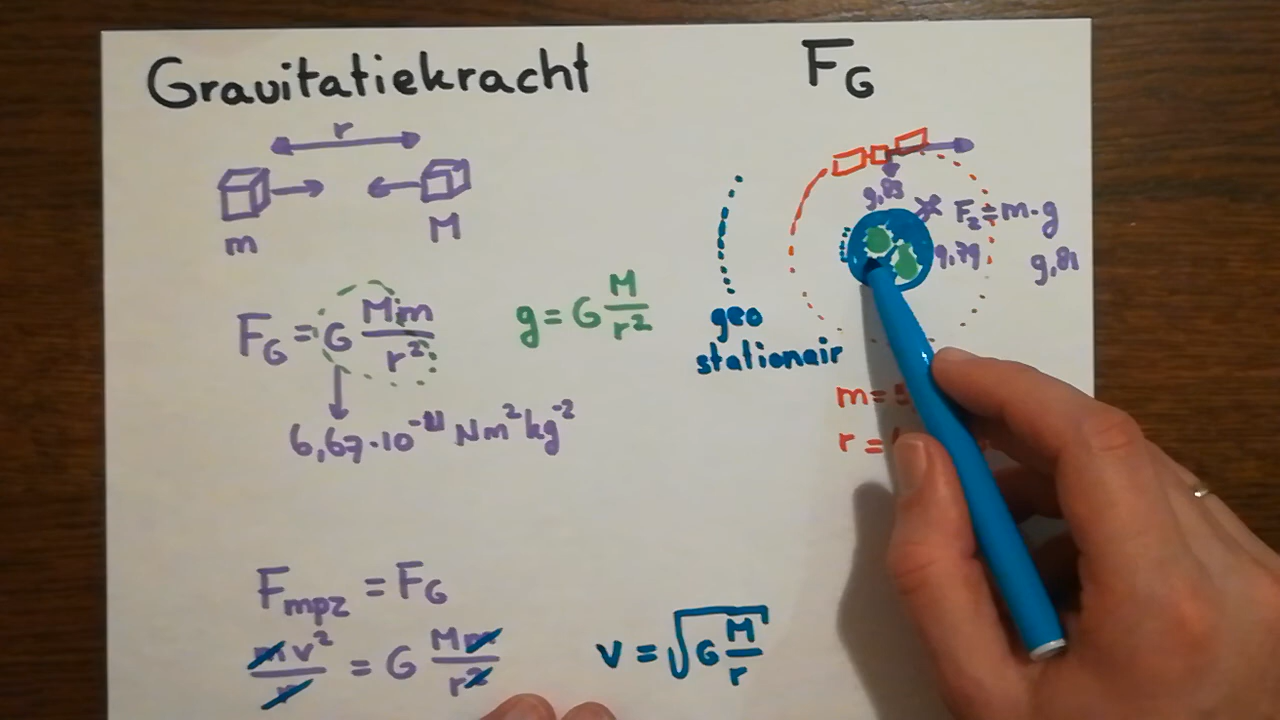 Gravitatiekracht
F_G
r
m
M
F_G = G Mm/r²
6,67·10⁻¹¹ Nm²kg⁻²
g = G M/r²
9,83
F_z = m·g
9,79
9,81
geo
stationair
m =
r =
F_mpz = F_G
mv²/r = G Mm/r²
v = √(G M/r)